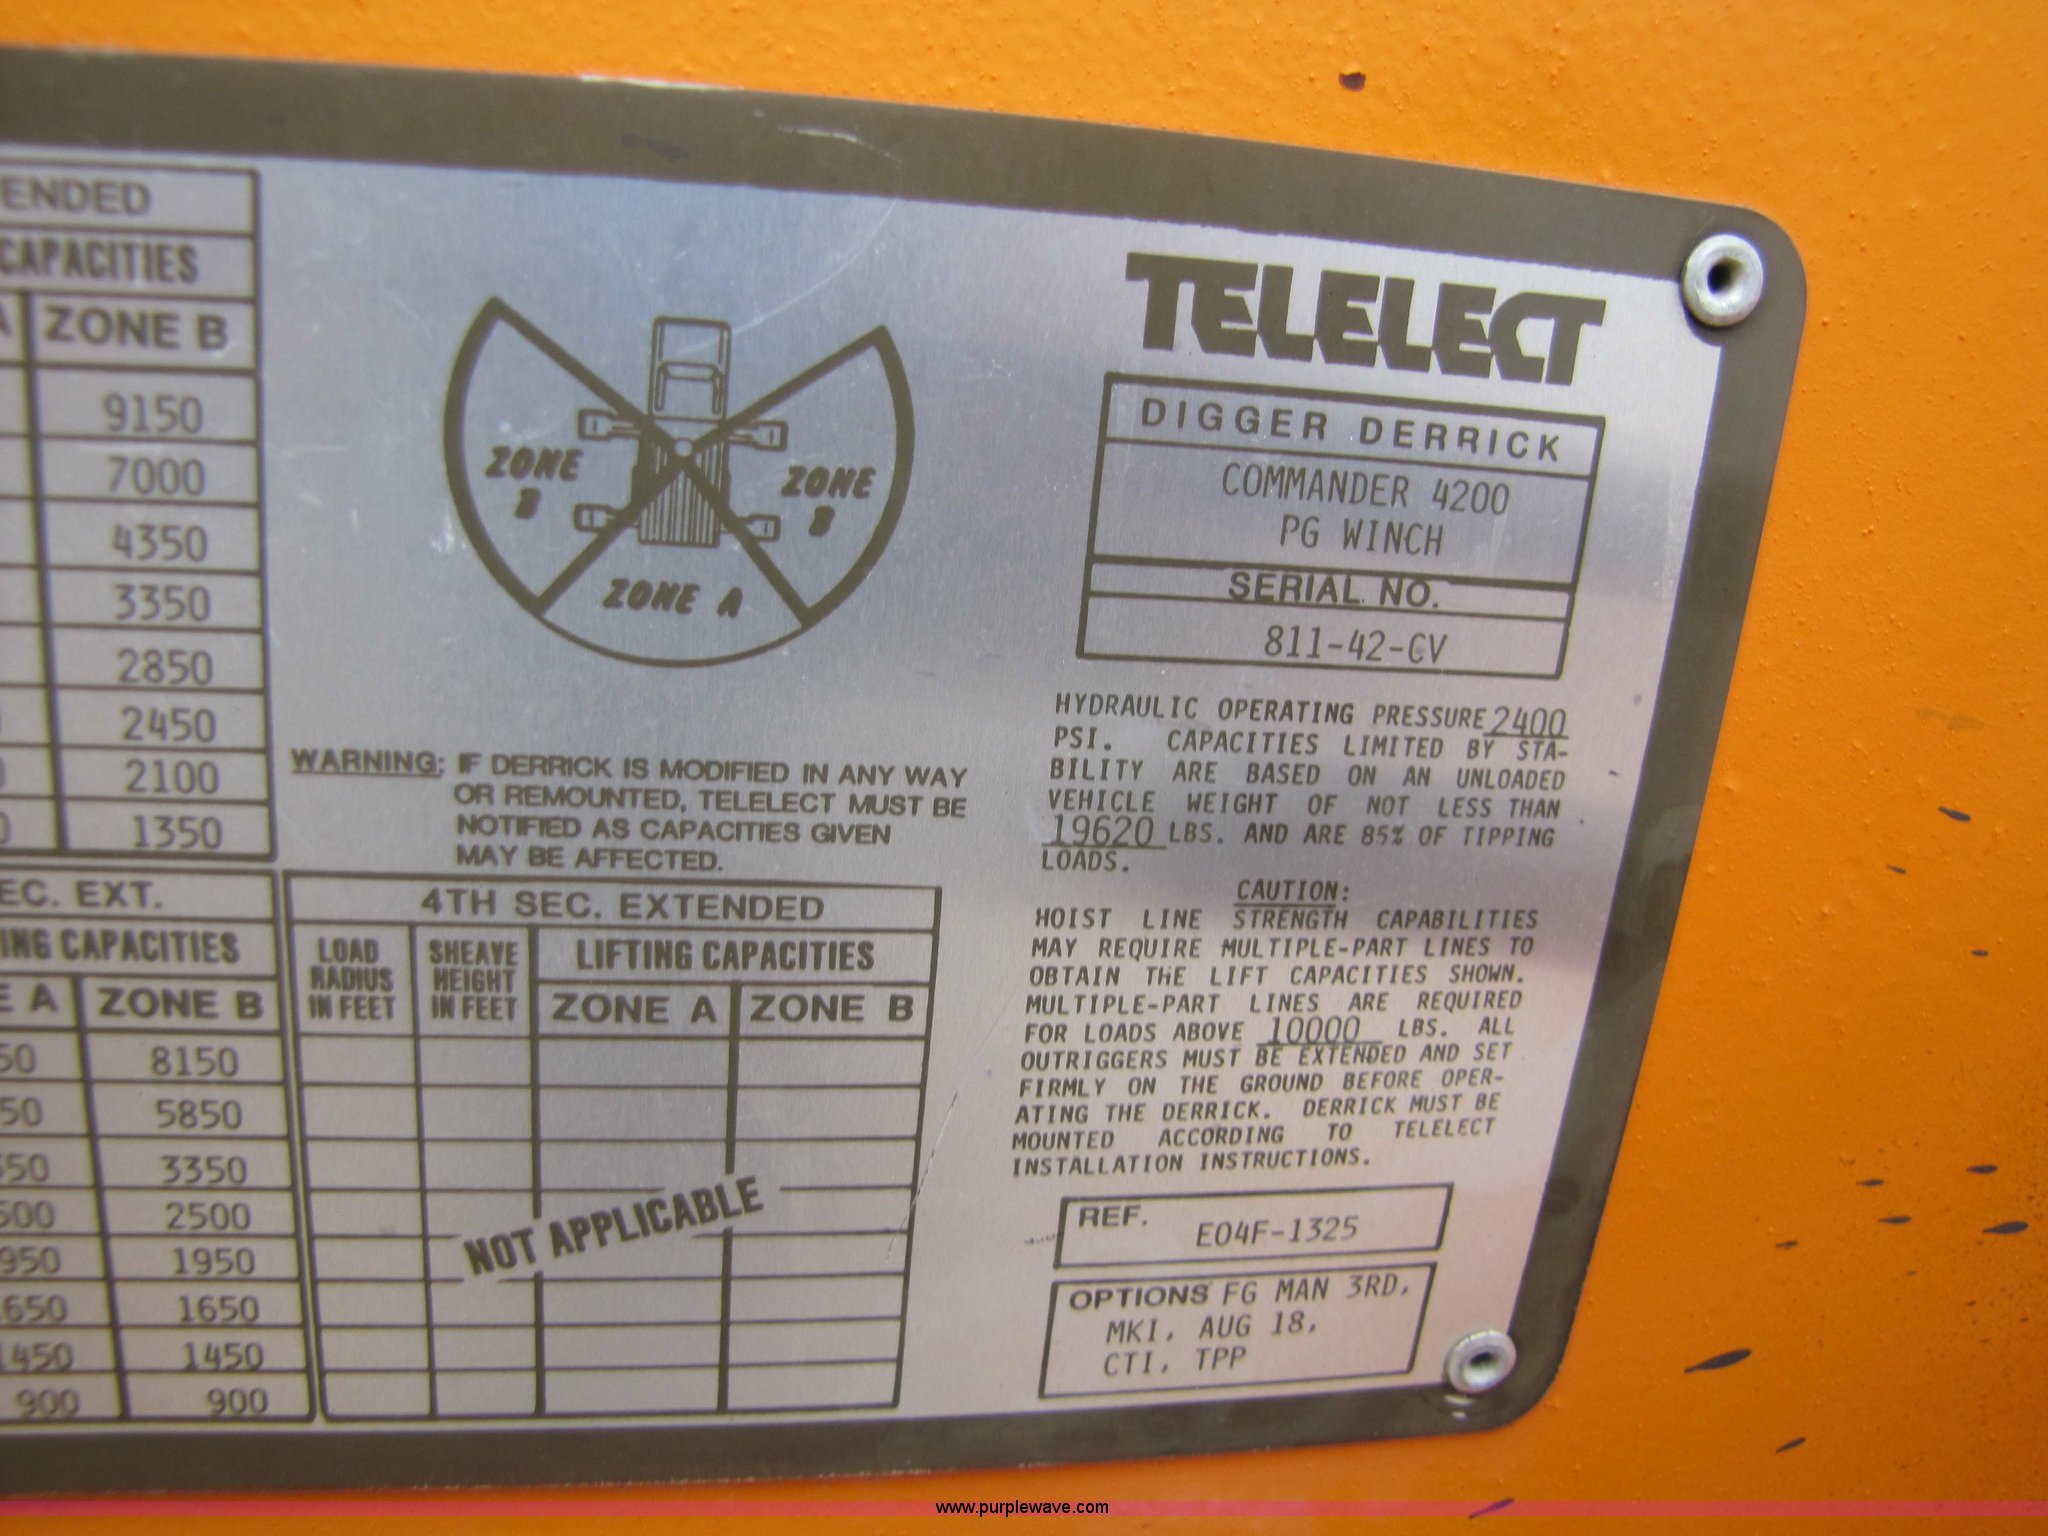 ENDED
CAPACITIES
ZONE B
9150
7000
4350
3350
2850
2450
2100
1350
EC. EXT.
ING CAPACITIES
E A ZONE B
50 8150
50 5850
350 3350
500 2500
950 1950
1650 1650
1450 1450
900 900
ZONE B
ZONE B
ZONE A
WARNING: IF DERRICK IS MODIFIED IN ANY WAY
OR REMOUNTED, TELELECT MUST BE
NOTIFIED AS CAPACITIES GIVEN
MAY BE AFFECTED.
4TH SEC. EXTENDED
LOAD RADIUS IN FEET
SHEAVE HEIGHT IN FEET
LIFTING CAPACITIES
ZONE A ZONE B
NOT APPLICABLE
TELELECT
DIGGER DERRICK
COMMANDER 4200
PG WINCH
SERIAL NO.
811-42-CV
HYDRAULIC OPERATING PRESSURE 2400
PSI. CAPACITIES LIMITED BY STA-
BILITY ARE BASED ON AN UNLOADED
VEHICLE WEIGHT OF NOT LESS THAN
19620 LBS. AND ARE 85% OF TIPPING
LOADS.
CAUTION:
HOIST LINE STRENGTH CAPABILITIES
MAY REQUIRE MULTIPLE-PART LINES TO
OBTAIN THE LIFT CAPACITIES SHOWN.
MULTIPLE-PART LINES ARE REQUIRED
FOR LOADS ABOVE 10000 LBS. ALL
OUTRIGGERS MUST BE EXTENDED AND SET
FIRMLY ON THE GROUND BEFORE OPER-
ATING THE DERRICK. DERRICK MUST BE
MOUNTED ACCORDING TO TELELECT
INSTALLATION INSTRUCTIONS.
REF. E04F-1325
OPTIONS FG MAN 3RD,
MKI, AUG 18,
CTI, TPP
www.purplewave.com